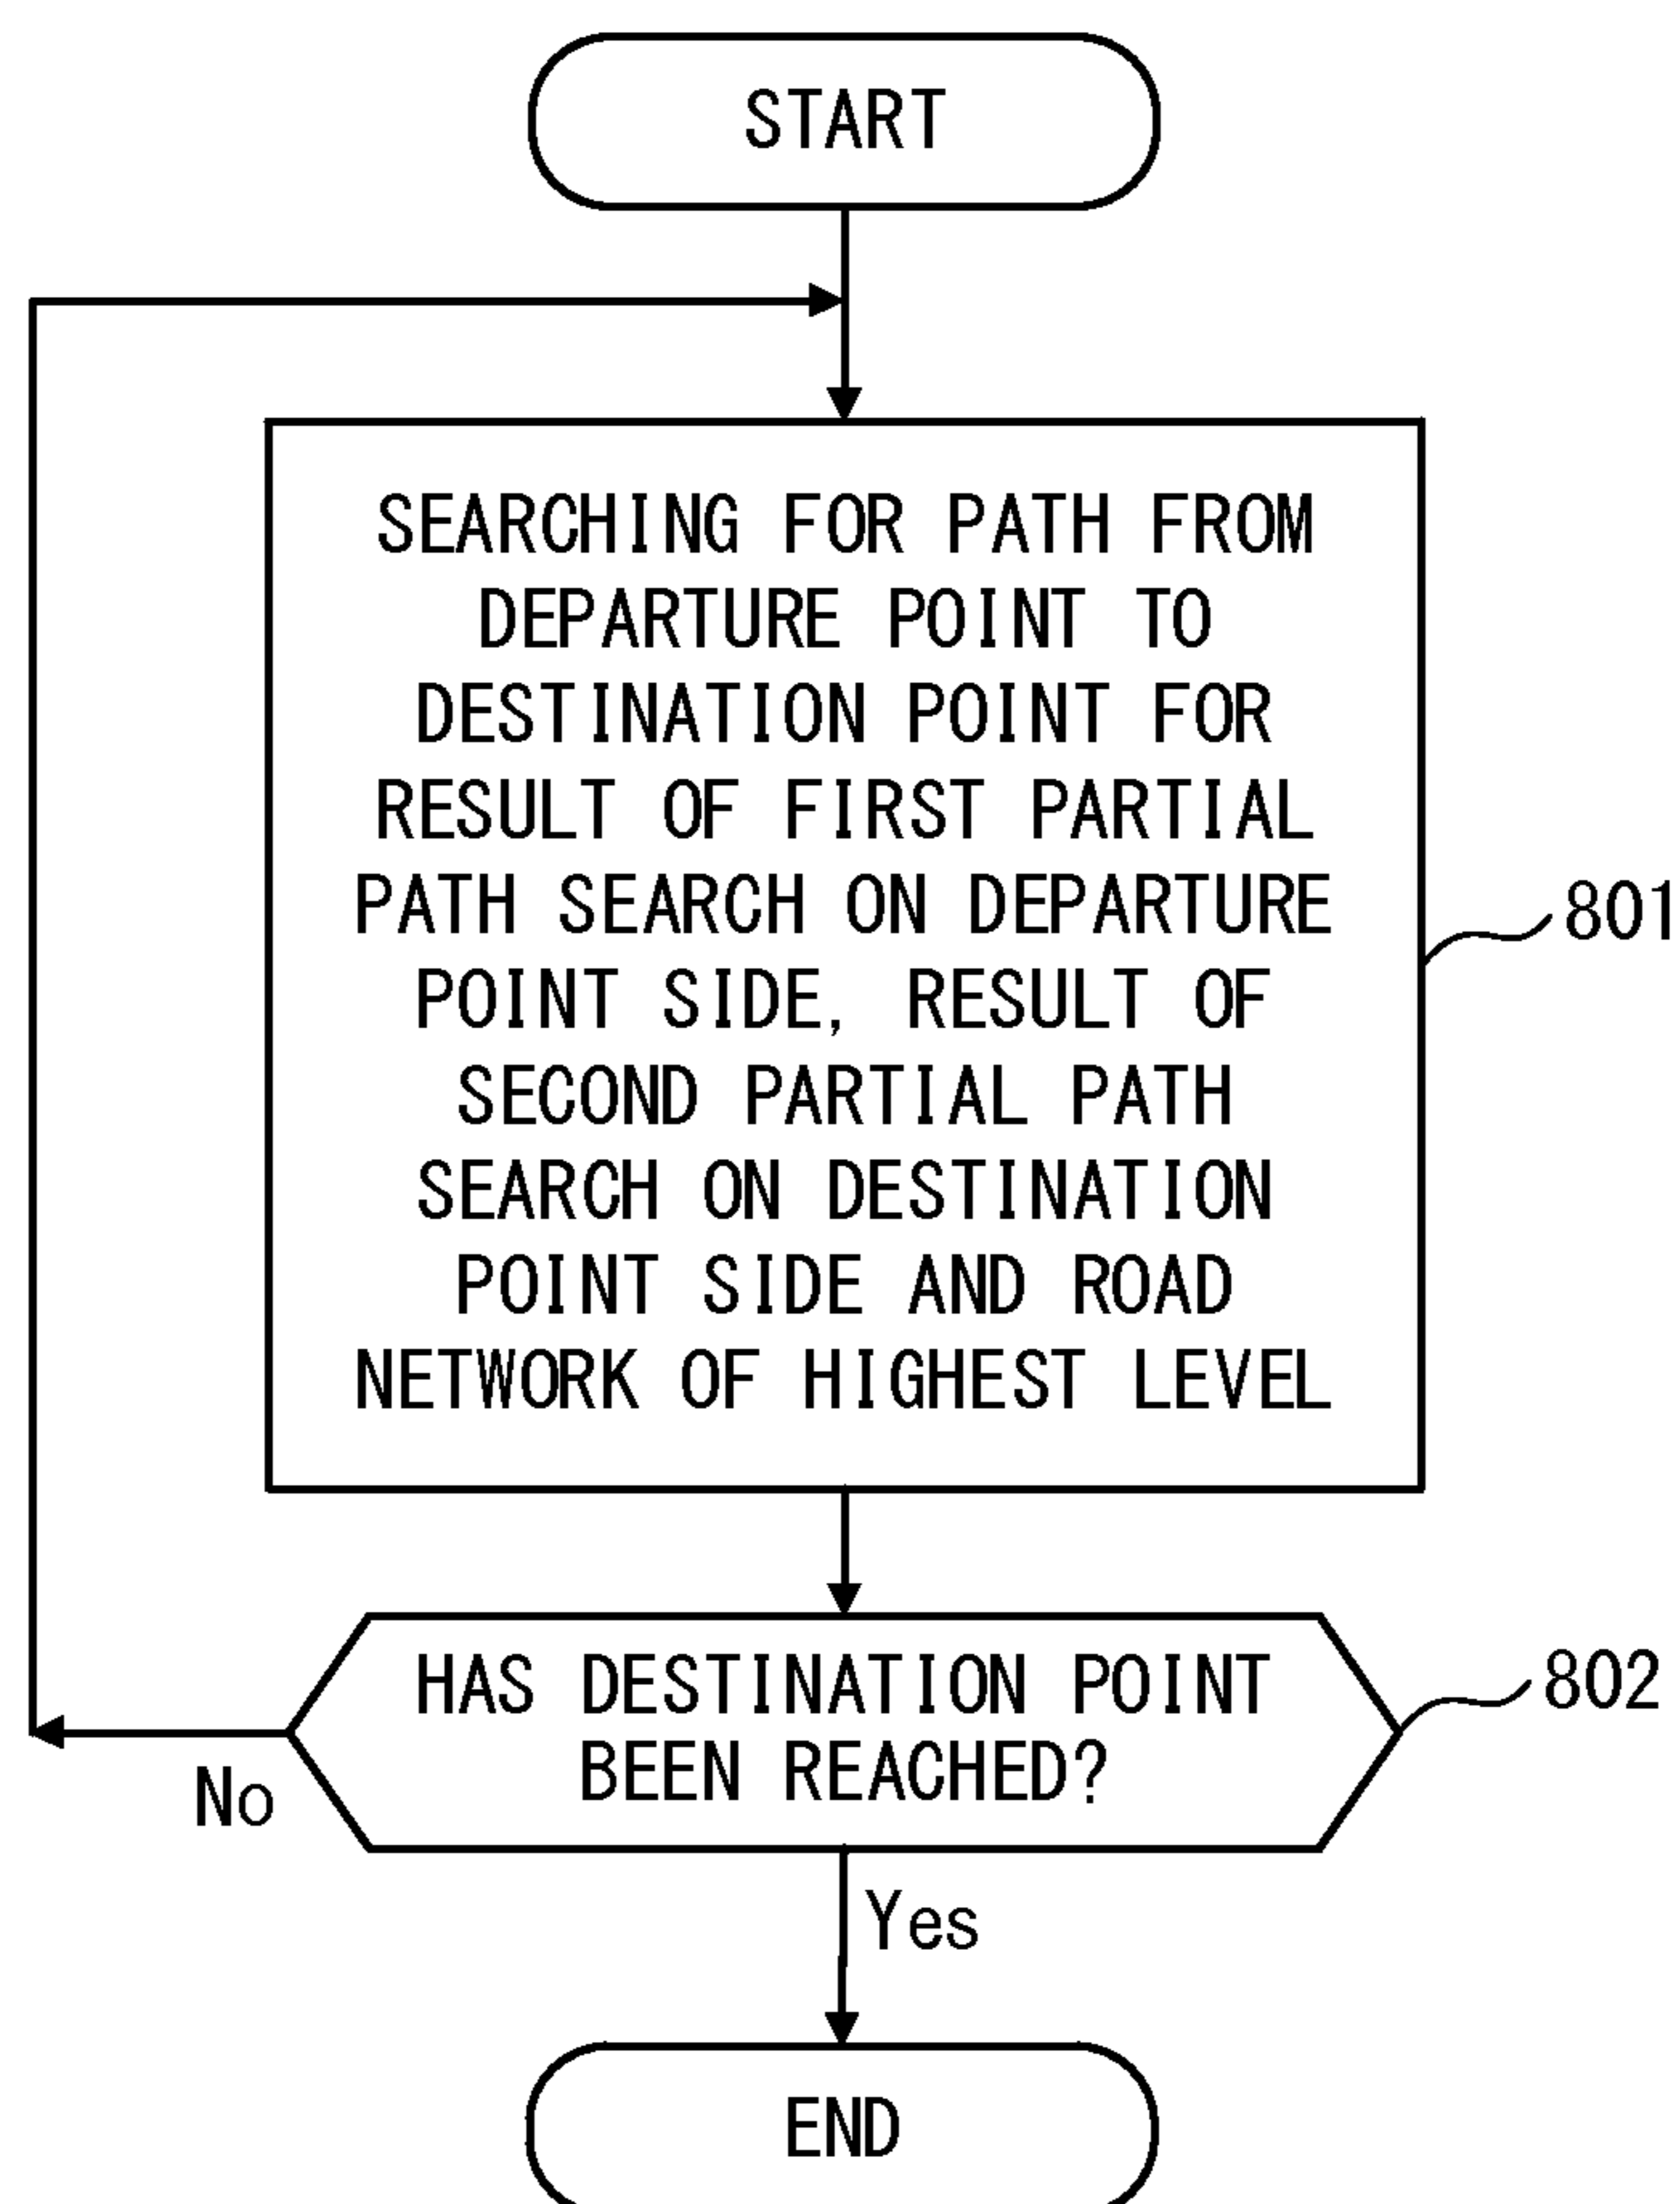 START
SEARCHING FOR PATH FROM
DEPARTURE POINT TO
DESTINATION POINT FOR
RESULT OF FIRST PARTIAL
PATH SEARCH ON DEPARTURE
POINT SIDE, RESULT OF
SECOND PARTIAL PATH
SEARCH ON DESTINATION
POINT SIDE AND ROAD
NETWORK OF HIGHEST LEVEL
801
HAS DESTINATION POINT
BEEN REACHED?
802
No
Yes
END